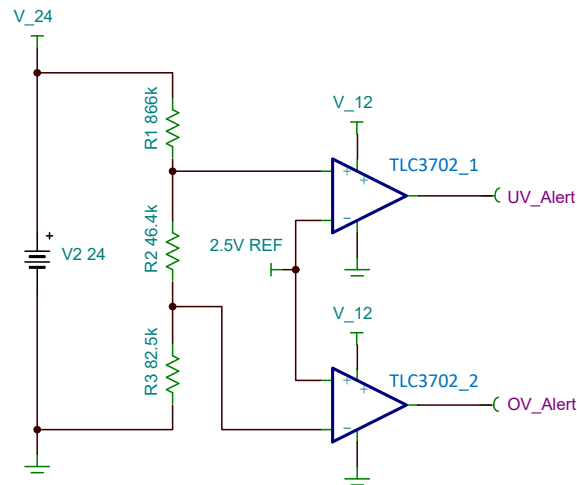 V_24
R1 866k
V_12
TLC3702_1
+
+
−
UV_Alert
+
V2 24
R2 46.4k
2.5V REF
V_12
R3 82.5k
TLC3702_2
+
+
−
OV_Alert